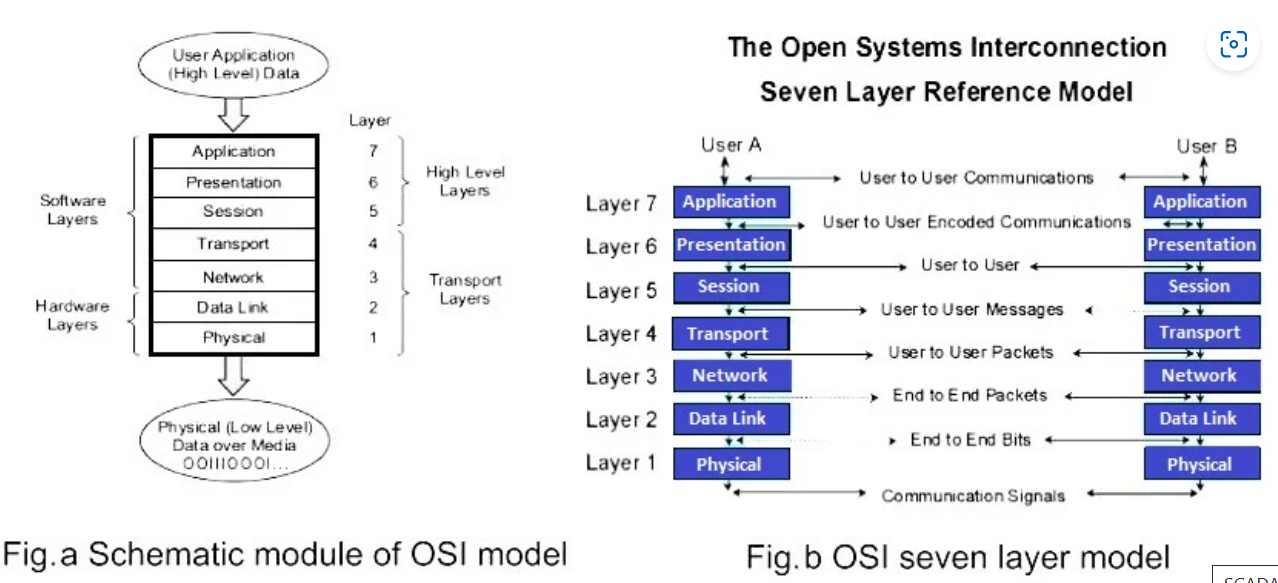 User Application
(High Level) Data
Layer
Application 7
Presentation 6
Session 5
Transport 4
Network 3
Data Link 2
Physical 1
Software
Layers
Hardware
Layers
High Level
Layers
Transport
Layers
Physical (Low Level)
Data over Media
00III000I...
Fig.a Schematic module of OSI model
The Open Systems Interconnection
Seven Layer Reference Model
User A User B
User to User Communications
Layer 7 Application Application
User to User Encoded Communications
Layer 6 Presentation Presentation
User to User
Layer 5 Session Session
User to User Messages
Layer 4 Transport Transport
User to User Packets
Layer 3 Network Network
End to End Packets
Layer 2 Data Link Data Link
End to End Bits
Layer 1 Physical Physical
Communication Signals
Fig.b OSI seven layer model